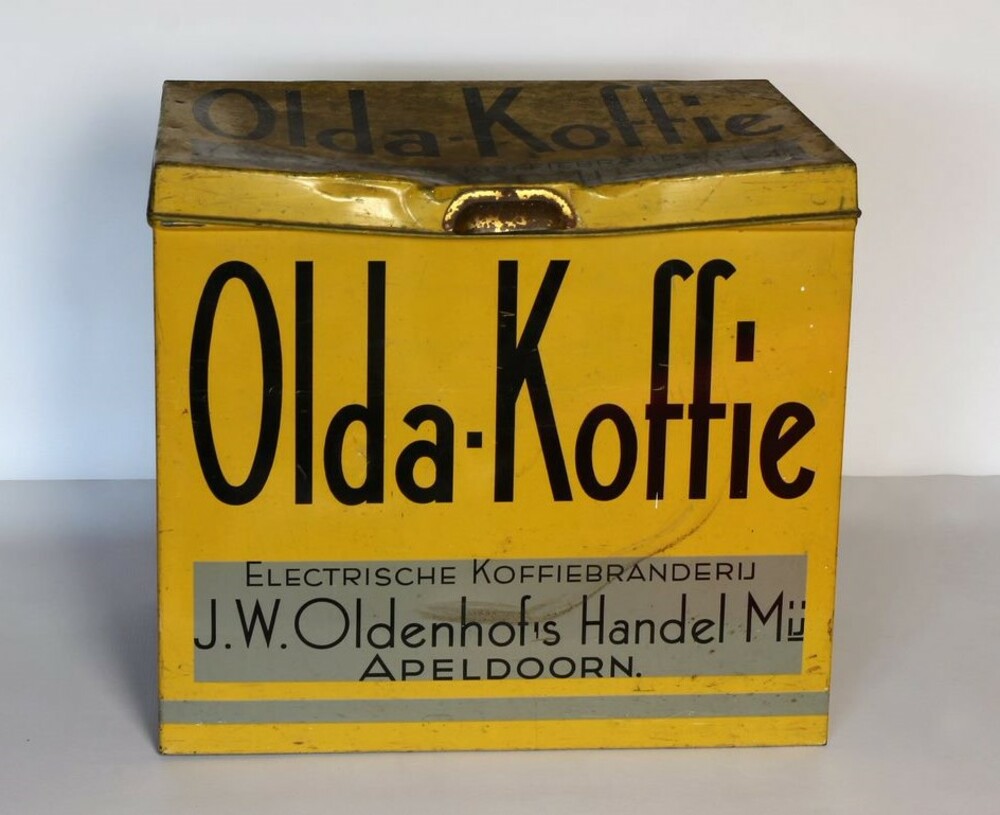 Olda-Koffie
Olda-Koffie
ELECTRISCHE KOFFIEBRANDERIJ
J.W. Oldenhof's Handel Mij
APELDOORN.